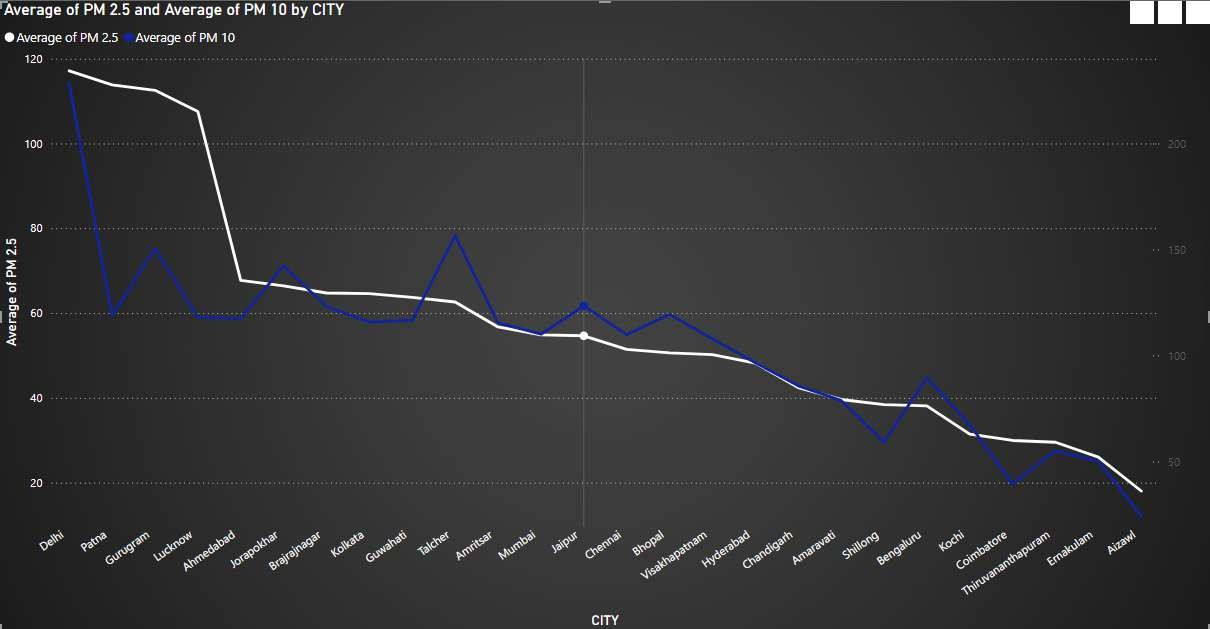 Average of PM 2.5 and Average of PM 10 by CITY
Average of PM 2.5 Average of PM 10
120
100
80
60
40
20
200
150
100
50
Average of PM 2.5
Delhi
Patna
Gurugram
Lucknow
Ahmedabad
Jorapokhar
Brajrajnagar
Kolkata
Guwahati
Talcher
Amritsar
Mumbai
Jaipur
Chennai
Bhopal
Visakhapatnam
Hyderabad
Chandigarh
Amaravati
Shillong
Bengaluru
Kochi
Coimbatore
Thiruvananthapuram
Ernakulam
Aizawl
CITY